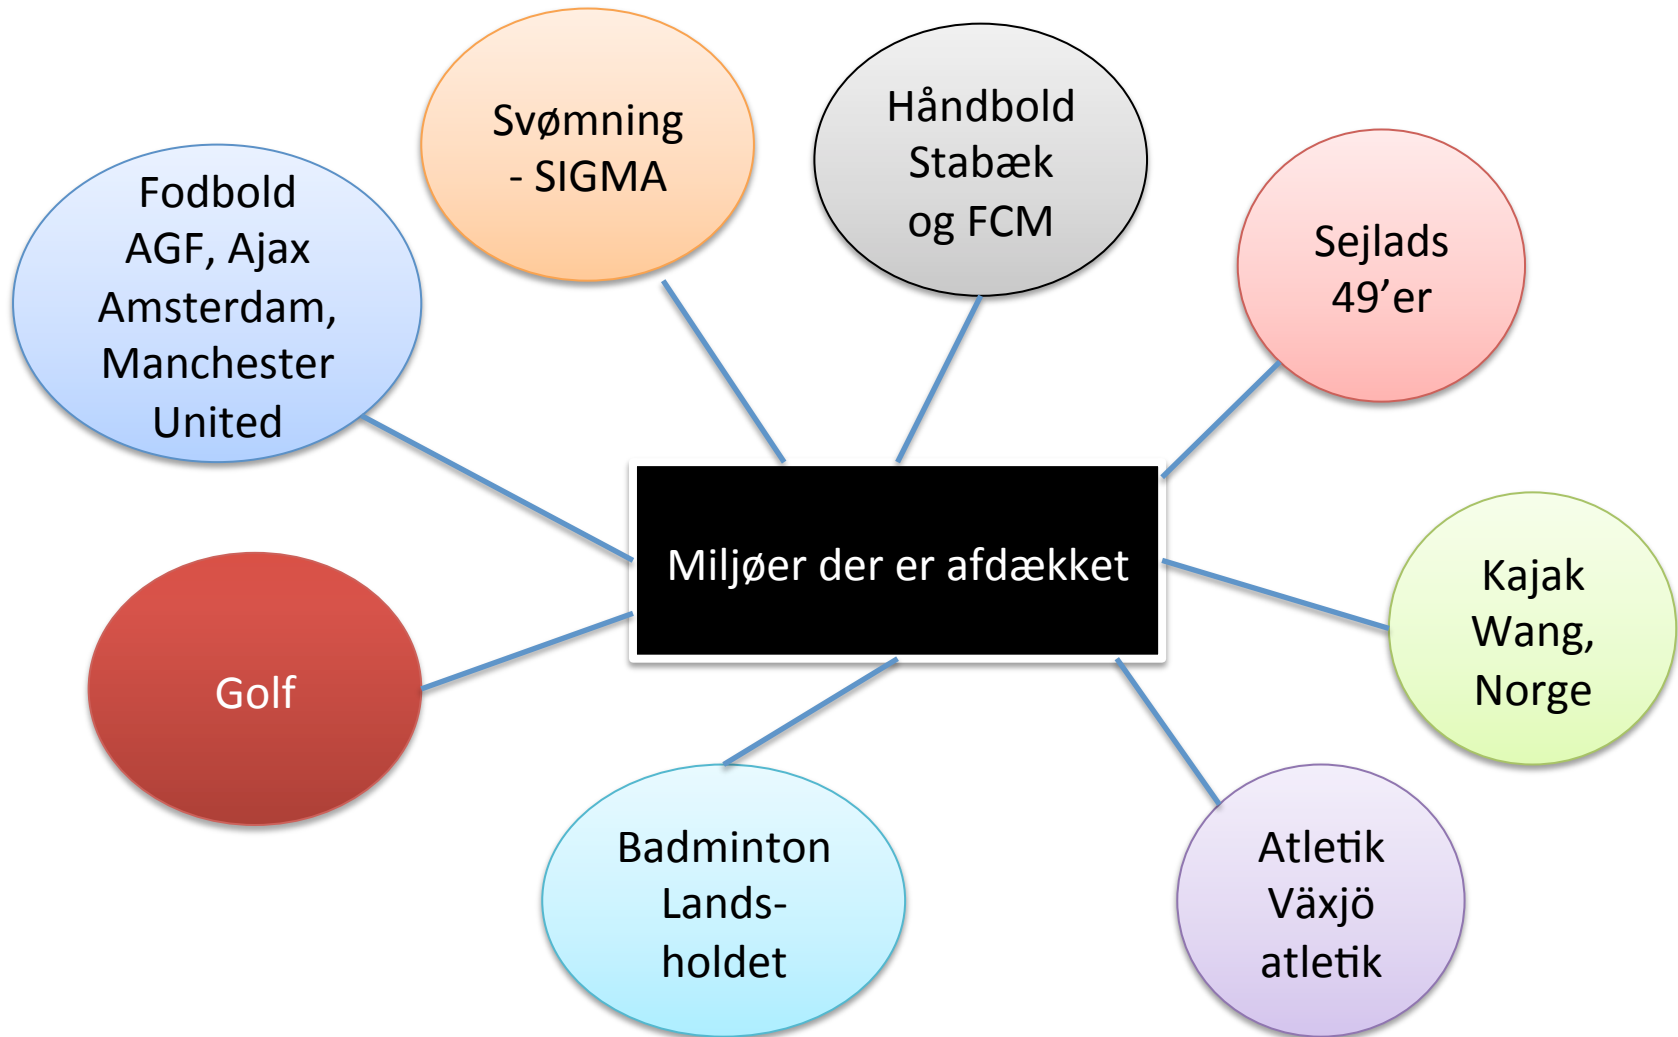 Svømning
- SIGMA
Håndbold
Stabæk
og FCM
Fodbold
AGF, Ajax
Amsterdam,
Manchester
United
Sejlads
49’er
Miljøer der er afdækket
Kajak
Wang,
Norge
Golf
Badminton
Lands-
holdet
Atletik
Växjö
atletik